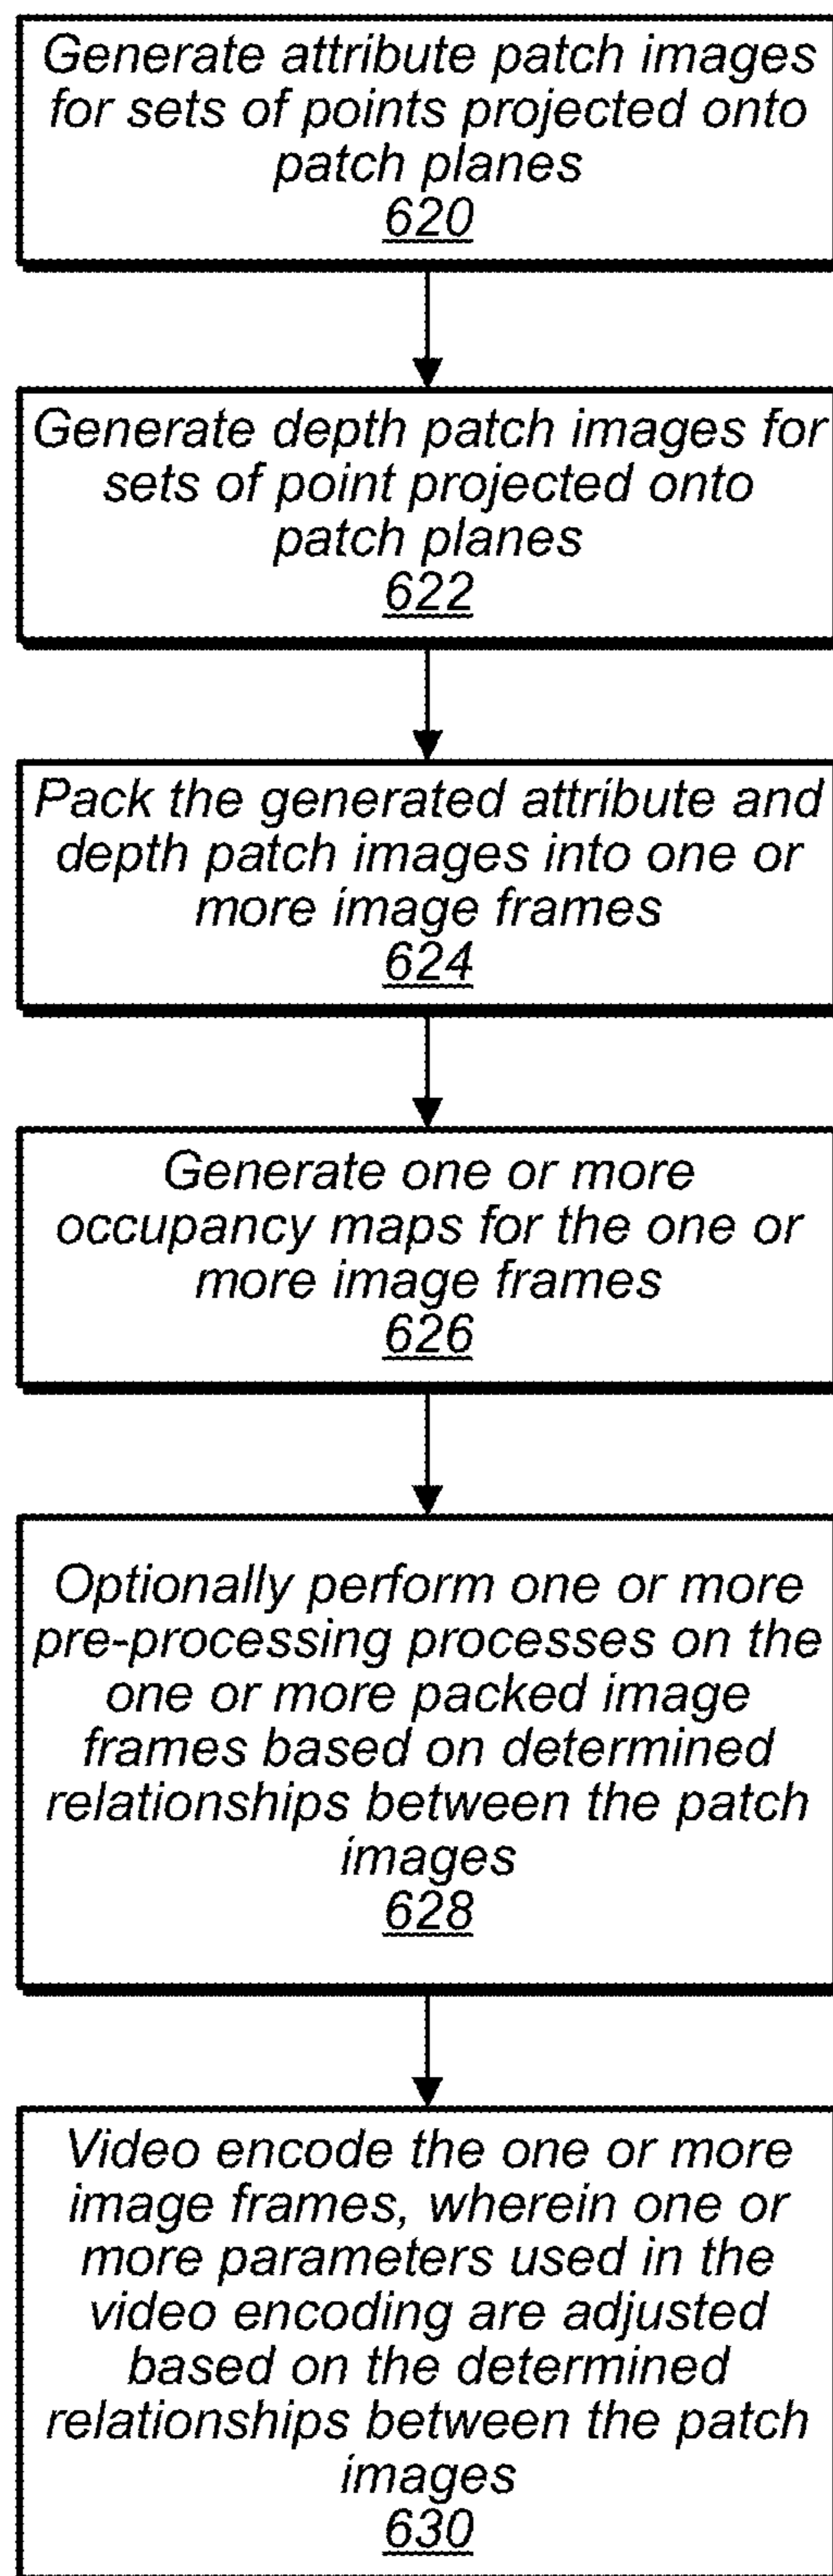 Generate attribute patch images
for sets of points projected onto
patch planes
620
Generate depth patch images for
sets of point projected onto
patch planes
622
Pack the generated attribute and
depth patch images into one or
more image frames
624
Generate one or more
occupancy maps for the one or
more image frames
626
Optionally perform one or more
pre-processing processes on the
one or more packed image
frames based on determined
relationships between the patch
images
628
Video encode the one or more
image frames, wherein one or
more parameters used in the
video encoding are adjusted
based on the determined
relationships between the patch
images
630